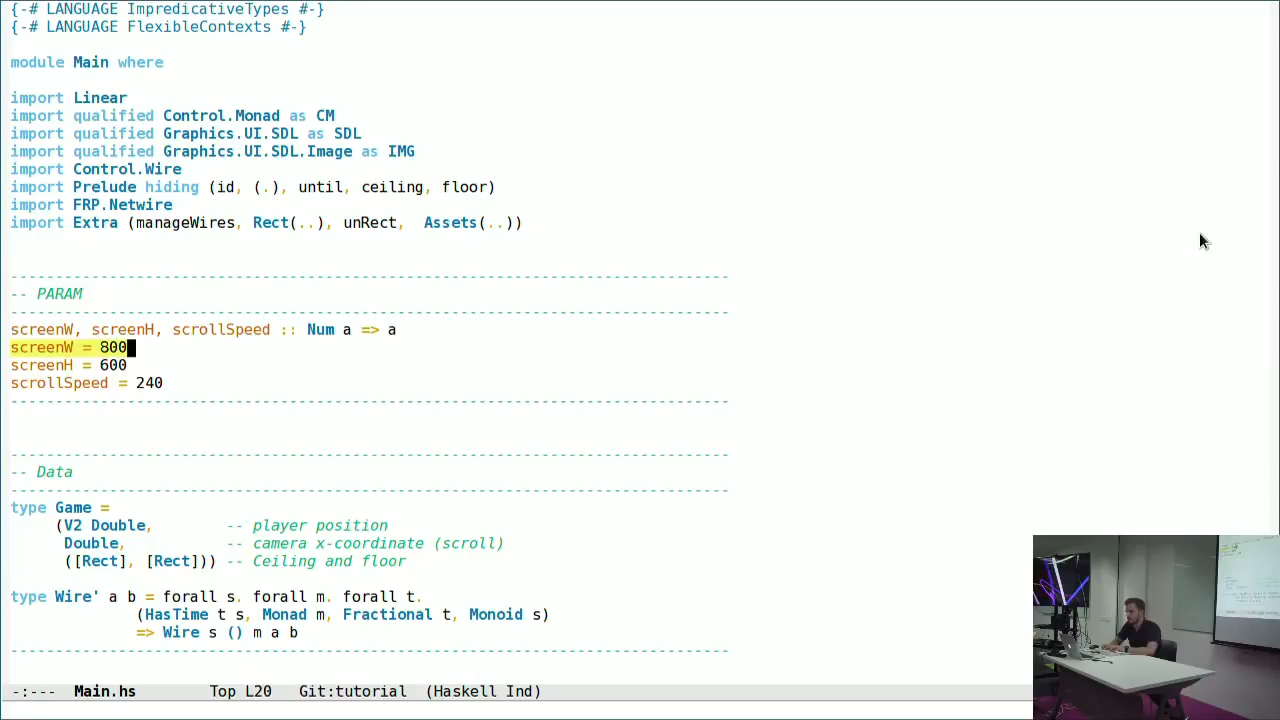 {-# LANGUAGE ImpredicativeTypes #-}
{-# LANGUAGE FlexibleContexts #-}
module Main where
import Linear
import qualified Control.Monad as CM
import qualified Graphics.UI.SDL as SDL
import qualified Graphics.UI.SDL.Image as IMG
import Control.Wire
import Prelude hiding (id, (.), until, ceiling, floor)
import FRP.Netwire
import Extra (manageWires, Rect(..), unRect,  Assets(..))
--------------------------------------------------------------------------------
-- PARAM
--------------------------------------------------------------------------------
screenW, screenH, scrollSpeed :: Num a => a
screenW = 800
screenH = 600
scrollSpeed = 240
--------------------------------------------------------------------------------
--------------------------------------------------------------------------------
-- Data
--------------------------------------------------------------------------------
type Game =
(V2 Double,        -- player position
Double,           -- camera x-coordinate (scroll)
([Rect], [Rect])) -- Ceiling and floor
type Wire' a b = forall s. forall m. forall t.
(HasTime t s, Monad m, Fractional t, Monoid s)
=> Wire s () m a b
--------------------------------------------------------------------------------
-:---  Main.hs        Top L20   Git:tutorial  (Haskell Ind)